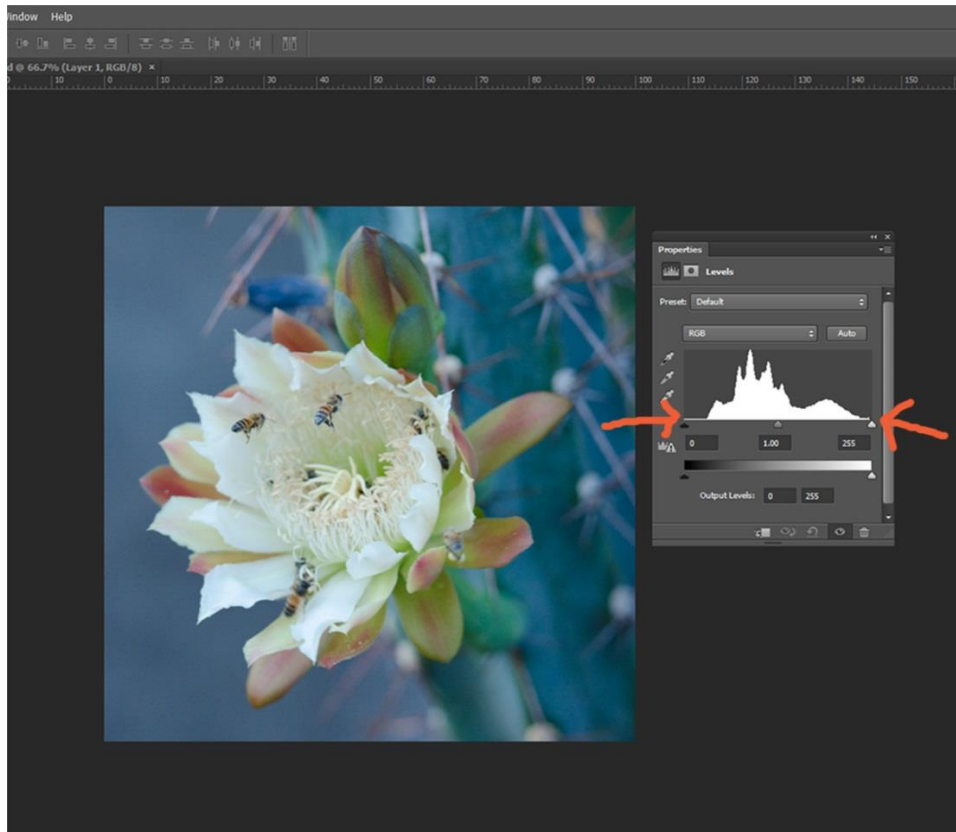 Window Help
d @ 66.7% (Layer 1, RGB/8) ×
10 0 10 20 30 40 50 60 70 80 90 100 110 120 130 140 150
Properties
Levels
Preset: Default
RGB Auto
0 1.00 255
Output Levels: 0 255